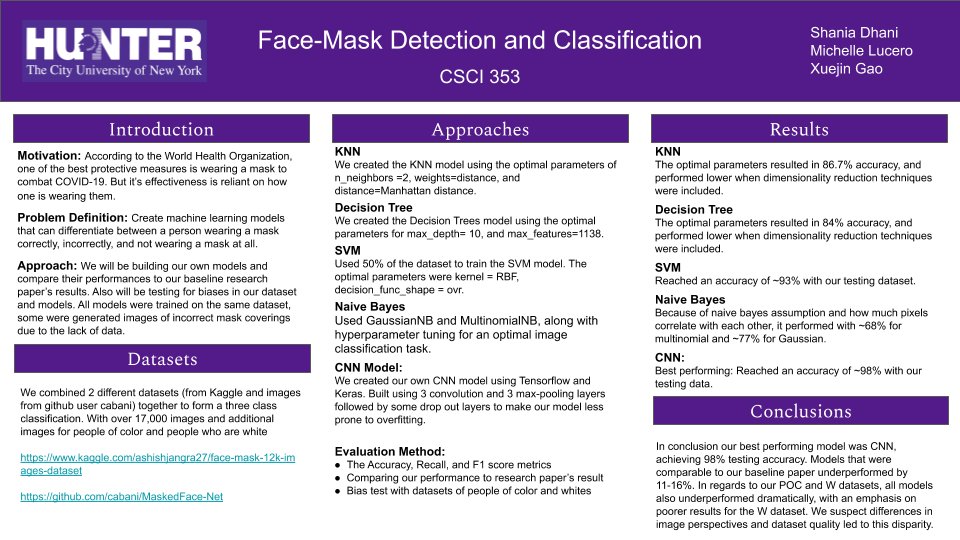 HUNTER
The City University of New York
Face-Mask Detection and Classification
CSCI 353
Shania Dhani
Michelle Lucero
Xuejin Gao
Introduction
Motivation: According to the World Health Organization,
one of the best protective measures is wearing a mask to
combat COVID-19. But it's effectiveness is reliant on how
one is wearing them.
Problem Definition: Create machine learning models
that can differentiate between a person wearing a mask
correctly, incorrectly, and not wearing a mask at all.
Approach: We will be building our own models and
compare their performances to our baseline research
paper's results. Also will be testing for biases in our dataset
and models. All models were trained on the same dataset,
some were generated images of incorrect mask coverings
due to the lack of data.
Datasets
We combined 2 different datasets (from Kaggle and images
from github user cabani) together to form a three class
classification. With over 17,000 images and additional
images for people of color and people who are white
https://www.kaggle.com/ashishjangra27/face-mask-12k-im
ages-dataset
https://github.com/cabani/MaskedFace-Net
Approaches
KNN
We created the KNN model using the optimal parameters of
n_neighbors =2, weights=distance, and
distance=Manhattan distance.
Decision Tree
We created the Decision Trees model using the optimal
parameters for max_depth= 10, and max_features=1138.
SVM
Used 50% of the dataset to train the SVM model. The
optimal parameters were kernel = RBF,
decision_func_shape = ovr.
Naive Bayes
Used GaussianNB and MultinomialNB, along with
hyperparameter tuning for an optimal image
classification task.
CNN Model:
We created our own CNN model using Tensorflow and
Keras. Built using 3 convolution and 3 max-pooling layers
followed by some drop out layers to make our model less
prone to overfitting.
Evaluation Method:
● The Accuracy, Recall, and F1 score metrics
● Comparing our performance to research paper's result
● Bias test with datasets of people of color and whites
Results
KNN
The optimal parameters resulted in 86.7% accuracy, and
performed lower when dimensionality reduction techniques
were included.
Decision Tree
The optimal parameters resulted in 84% accuracy, and
performed lower when dimensionality reduction techniques
were included.
SVM
Reached an accuracy of ~93% with our testing dataset.
Naive Bayes
Because of naive bayes assumption and how much pixels
correlate with each other, it performed with ~68% for
multinomial and ~77% for Gaussian.
CNN:
Best performing: Reached an accuracy of ~98% with our
testing data.
Conclusions
In conclusion our best performing model was CNN,
achieving 98% testing accuracy. Models that were
comparable to our baseline paper underperformed by
11-16%. In regards to our POC and W datasets, all models
also underperformed dramatically, with an emphasis on
poorer results for the W dataset. We suspect differences in
image perspectives and dataset quality led to this disparity.